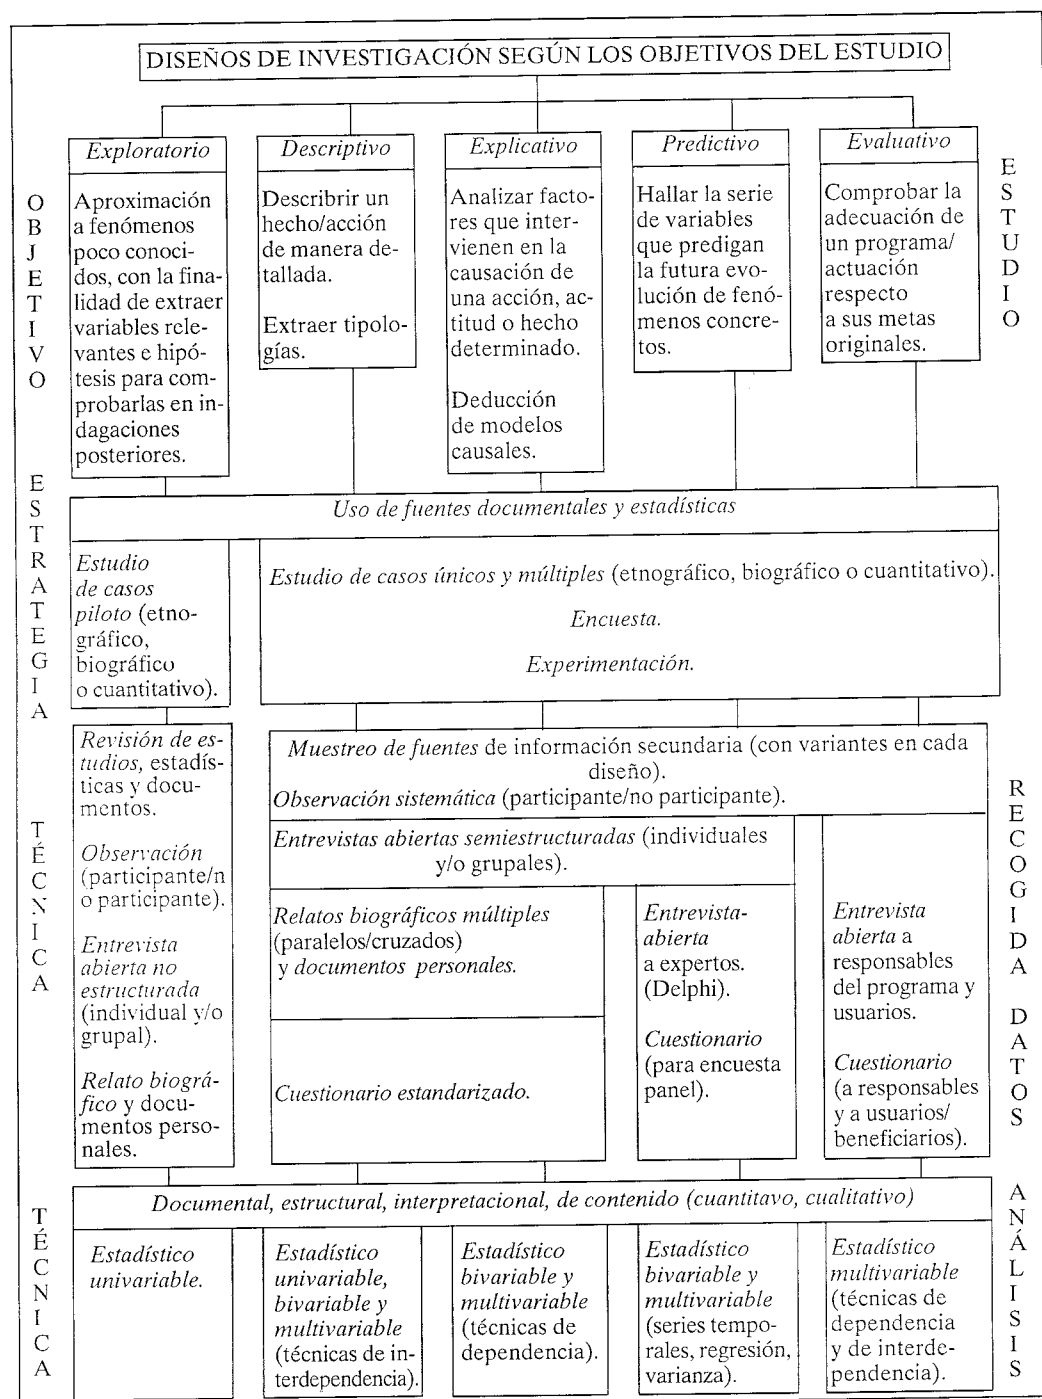 DISEÑOS DE INVESTIGACIÓN SEGÚN LOS OBJETIVOS DEL ESTUDIO
OBJETIVO
ESTUDIO
Exploratorio
Aproximación
a fenómenos
poco conoci-
dos, con la fina-
lidad de extraer
variables rele-
vantes e hipó-
tesis para com-
probarlas en in-
dagaciones
posteriores.
Descriptivo
Describrir un
hecho/acción
de manera de-
tallada.
Extraer tipolo-
gías.
Explicativo
Analizar facto-
res que inter-
vienen en la
causación de
una acción, ac-
titud o hecho
determinado.
Deducción
de modelos
causales.
Predictivo
Hallar la serie
de variables
que predigan
la futura evo-
lución de fenó-
menos concre-
tos.
Evaluativo
Comprobar la
adecuación de
un programa/
actuación
respecto
a sus metas
originales.
ESTRATEGIA
Uso de fuentes documentales y estadísticas
Estudio
de casos
piloto (etno-
gráfico,
biográfico
o cuantitativo).
Estudio de casos únicos y múltiples (etnográfico, biográfico o cuantitativo).
Encuesta.
Experimentación.
TÉCNICA
RECOGIDA DATOS
Revisión de es-
tudios, estadís-
ticas y docu-
mentos.
Observación
(participante/n
o participante).
Entrevista
abierta no
estructurada
(individual y/o
grupal).
Relato biográ-
fico y docu-
mentos perso-
nales.
Muestreo de fuentes de información secundaria (con variantes en cada
diseño).
Observación sistemática (participante/no participante).
Entrevistas abiertas semiestructuradas (individuales
y/o grupales).
Relatos biográficos múltiples
(paralelos/cruzados)
y documentos personales.
Cuestionario estandarizado.
Entrevista-
abierta
a expertos.
(Delphi).
Cuestionario
(para encuesta
panel).
Entrevista
abierta a
responsables
del programa y
usuarios.
Cuestionario
(a responsables
y a usuarios/
beneficiarios).
TÉCNICA
ANÁLISIS
Documental, estructural, interpretacional, de contenido (cuantitavo, cualitativo)
Estadístico
univariable.
Estadístico
univariable,
bivariable y
multivariable
(técnicas de in-
terdependencia).
Estadístico
bivariable y
multivariable
(técnicas de
dependencia).
Estadístico
bivariable y
multivariable
(series tempo-
rales, regresión,
varianza).
Estadístico
multivariable
(técnicas de
dependencia
y de interde-
pendencia).